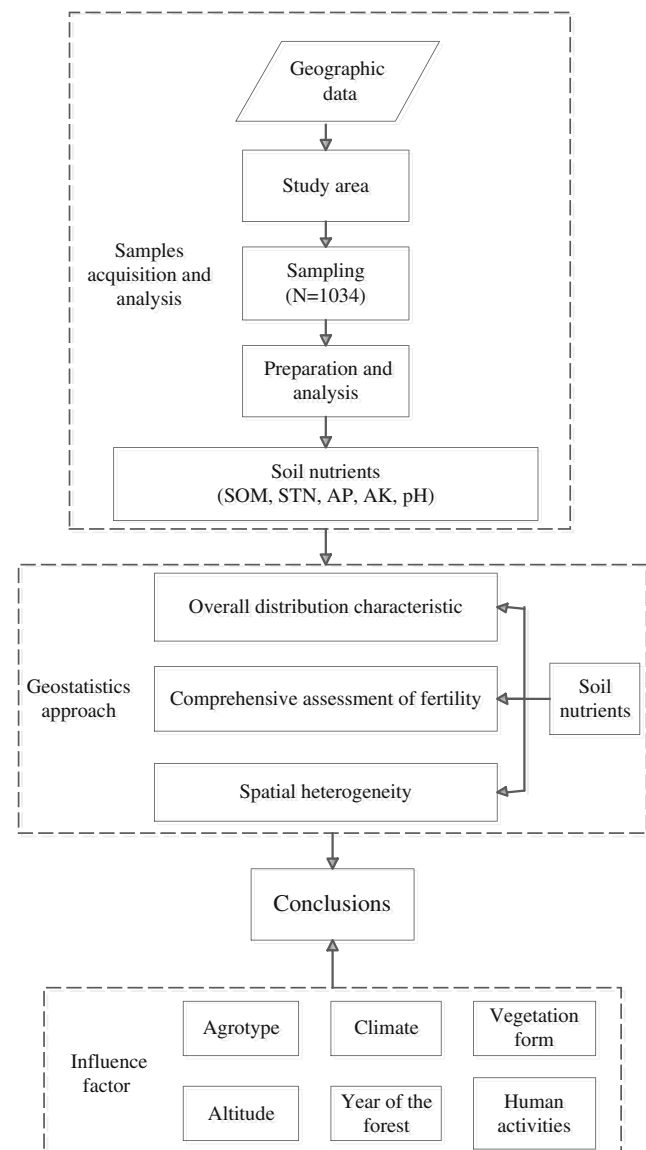 Geographic
data
Study area
Samples
acquisition and
analysis
Sampling
(N=1034)
Preparation and
analysis
Soil nutrients
(SOM, STN, AP, AK, pH)
Overall distribution characteristic
Geostatistics
approach
Comprehensive assessment of fertility
Soil
nutrients
Spatial heterogeneity
Conclusions
Influence
factor
Agrotype
Climate
Vegetation
form
Altitude
Year of the
forest
Human
activities